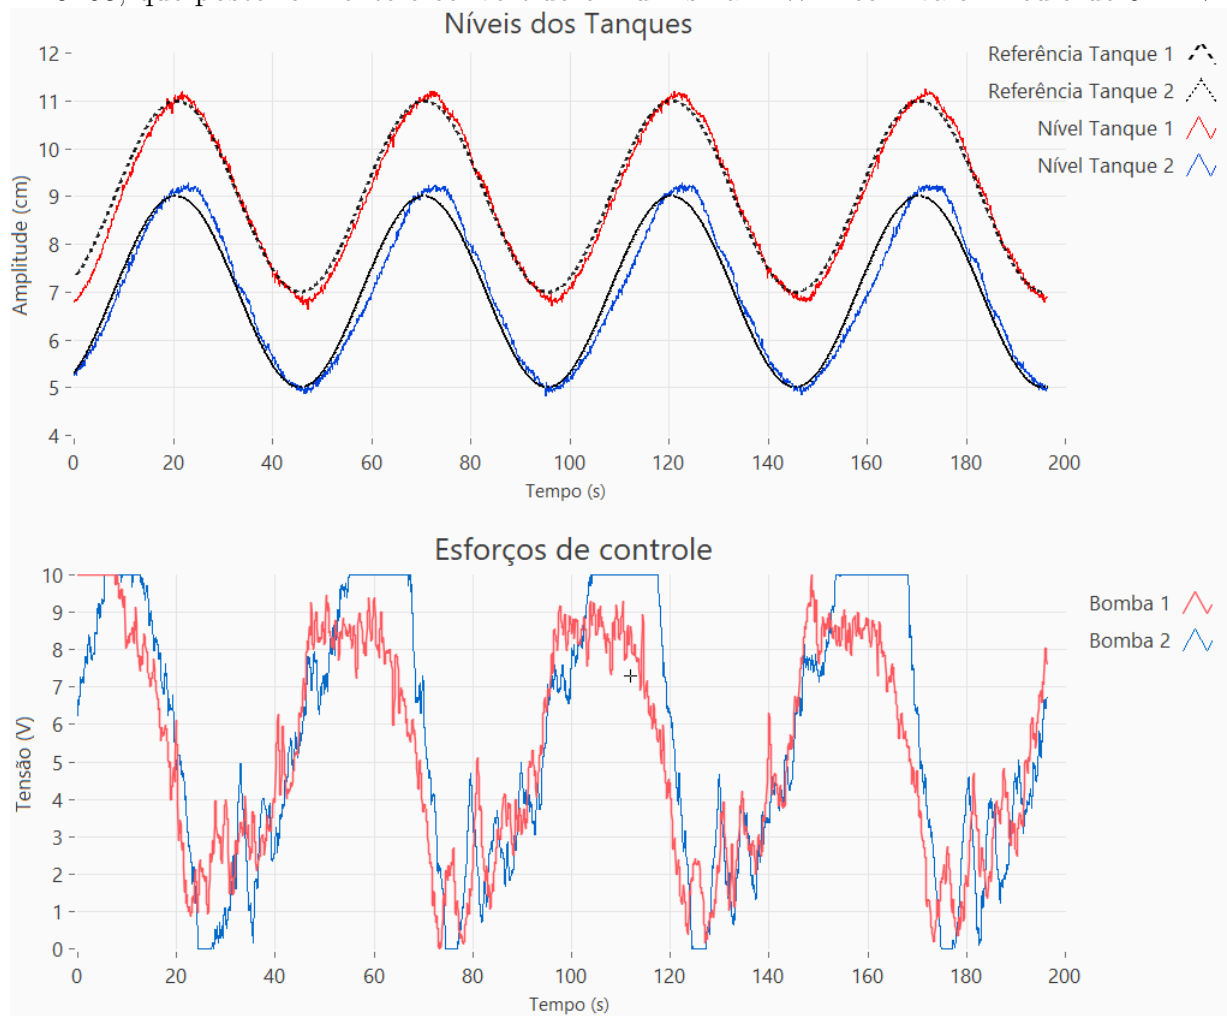 Níveis dos Tanques
Referência Tanque 1
Referência Tanque 2
Nível Tanque 1
Nível Tanque 2
Amplitude (cm)
12
11
10
9
8
7
6
5
4
0 20 40 60 80 100 120 140 160 180 200
Tempo (s)
Esforços de controle
Bomba 1
Bomba 2
Tensão (V)
10
9
8
7
6
5
4
3
2
1
0
0 20 40 60 80 100 120 140 160 180 200
Tempo (s)